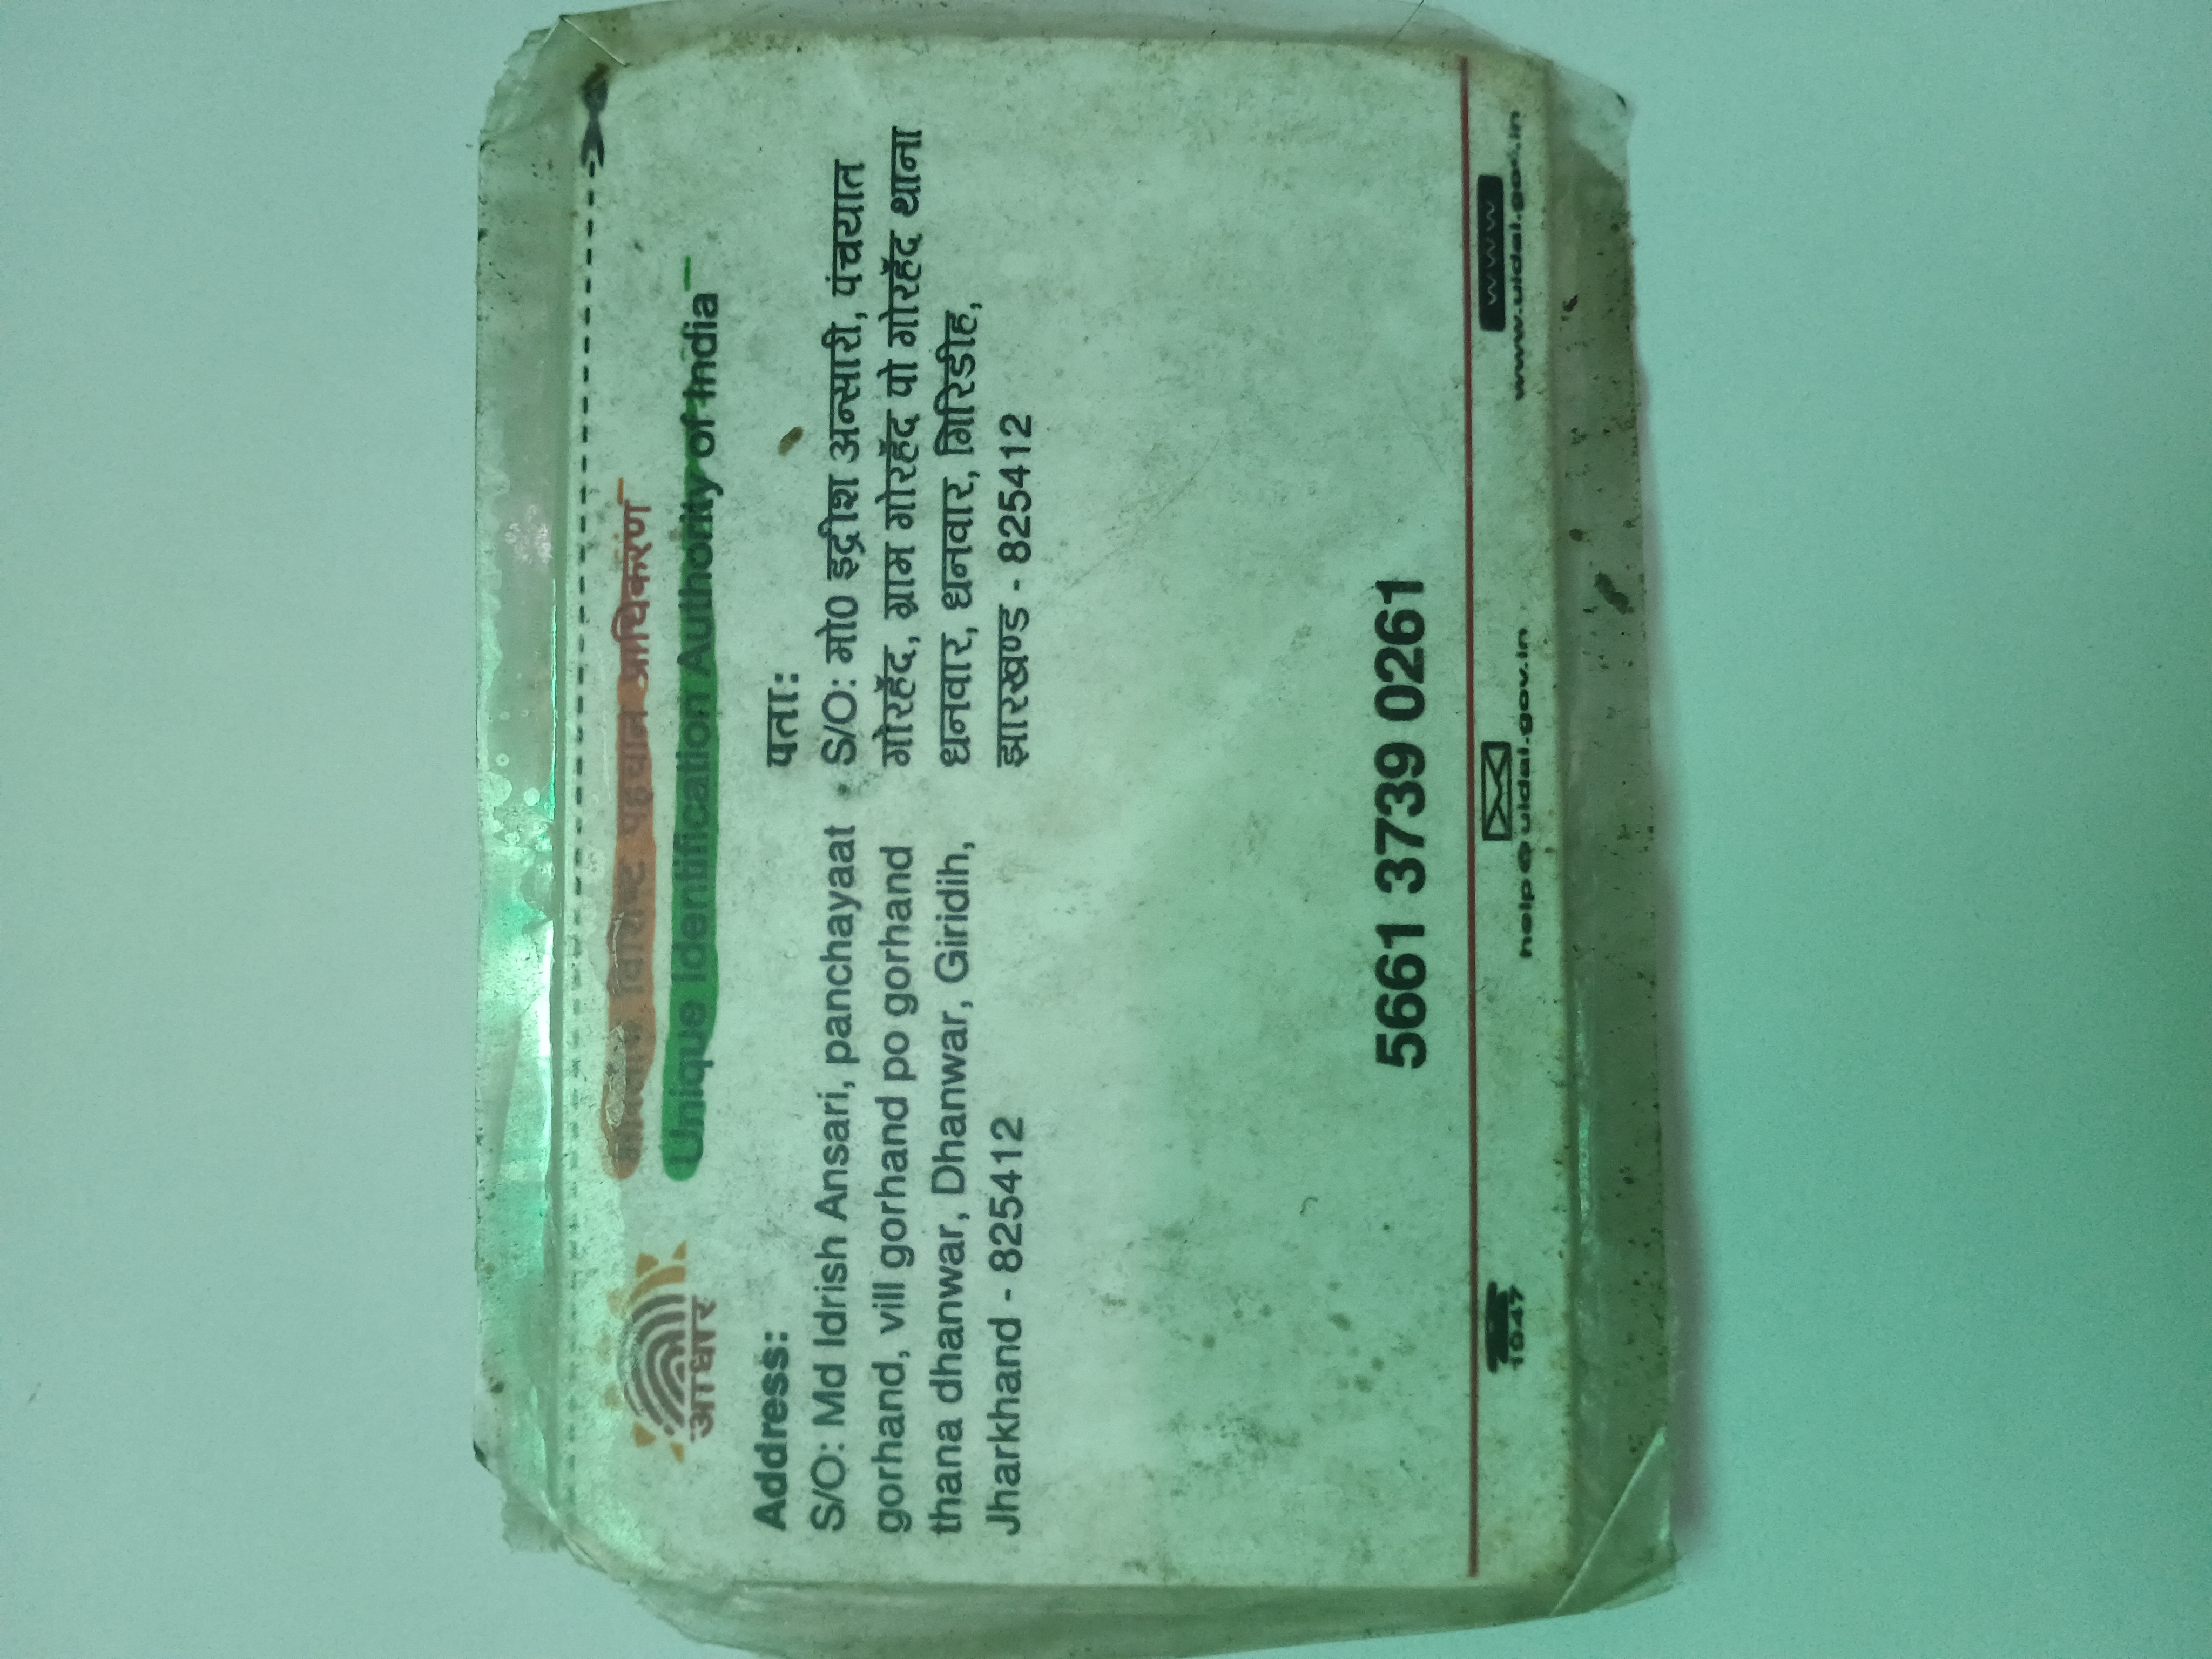 भारतीय विशिष्ट पहचान प्राधिकरण
Unique Identification Authority of India
आधार
Address:
S/O: Md Idrish Ansari, panchayaat
gorhand, vill gorhand po gorhand
thana dhanwar, Dhanwar, Giridih,
Jharkhand - 825412
पता:
S/O: मो0 इद्रीश अन्सारी, पंचयात
गोरहँद, ग्राम गोरहँद पो गोरहँद थाना
धनवार, धनवार, गिरिडीह,
झारखण्ड - 825412
5661 3739 0261
1947
help@uidai.gov.in
www
www.uidai.gov.in